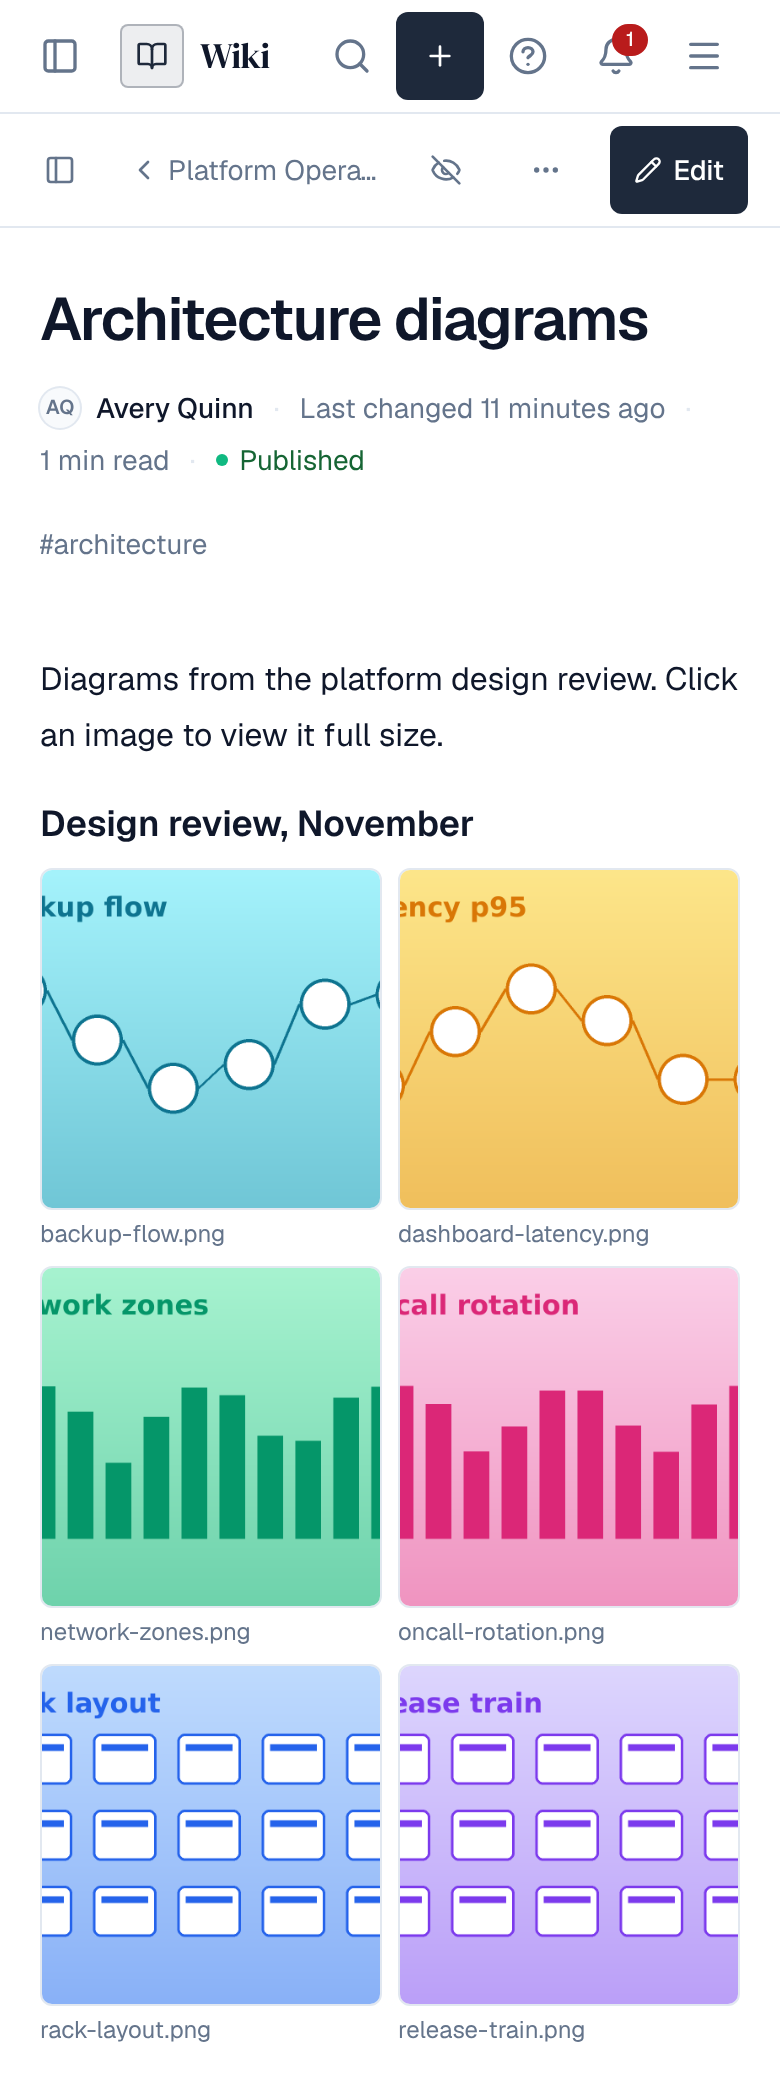 Wiki
1
Platform Opera...
Edit
Architecture diagrams
AQ Avery Quinn · Last changed 11 minutes ago ·
1 min read · Published
#architecture
Diagrams from the platform design review. Click
an image to view it full size.
Design review, November
kup flow
ency p95
backup-flow.png
dashboard-latency.png
work zones
call rotation
network-zones.png
oncall-rotation.png
k layout
ease train
rack-layout.png
release-train.png